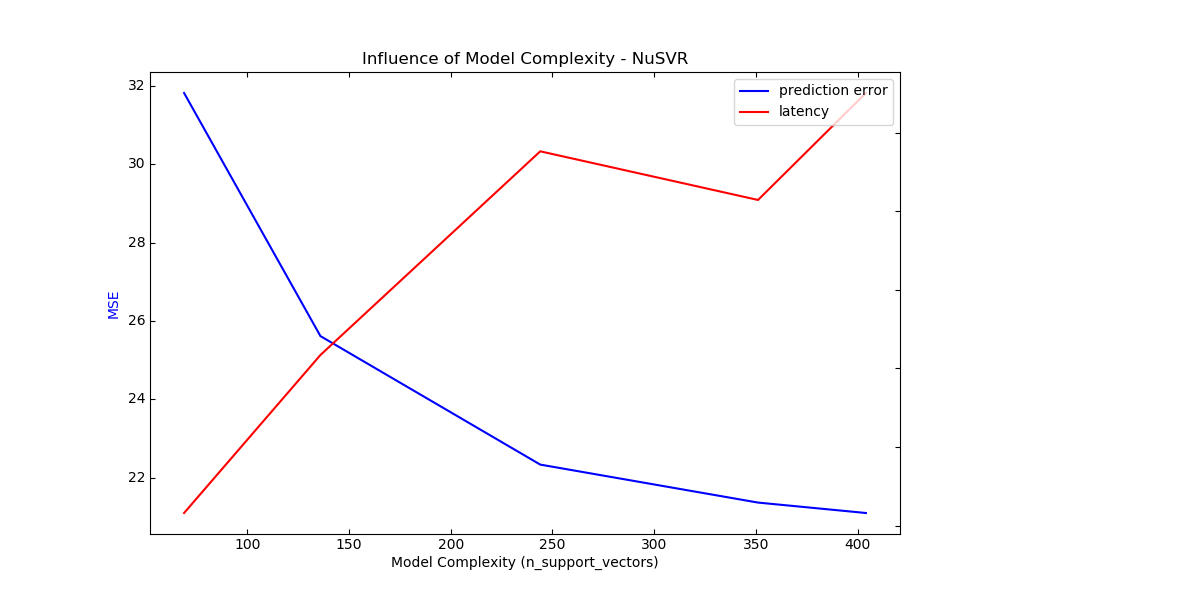 Influence of Model Complexity - NuSVR
prediction error
latency
32
30
28
26
24
22
MSE
100 150 200 250 300 350 400
Model Complexity (n_support_vectors)